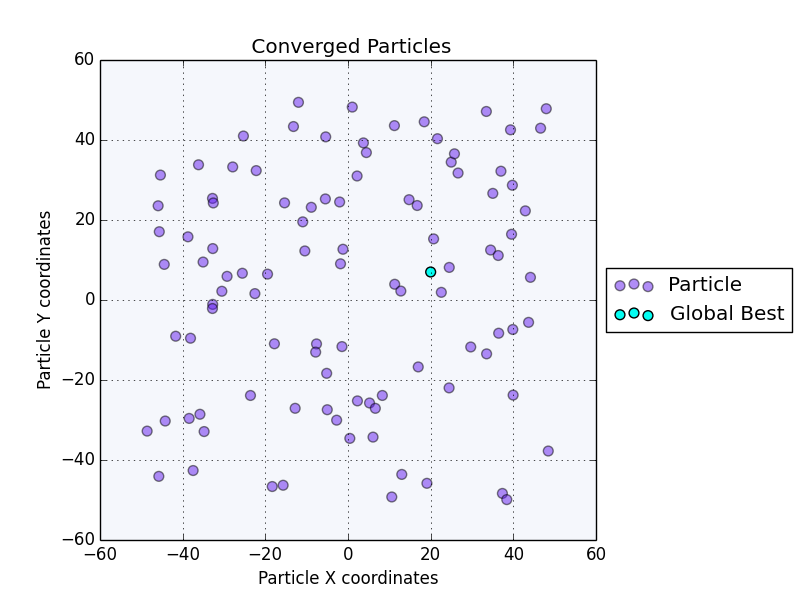 Converged Particles
60
40
20
0
−20
−40
−60
−60 −40 −20 0 20 40 60
Particle Y coordinates
Particle X coordinates
Particle
Global Best